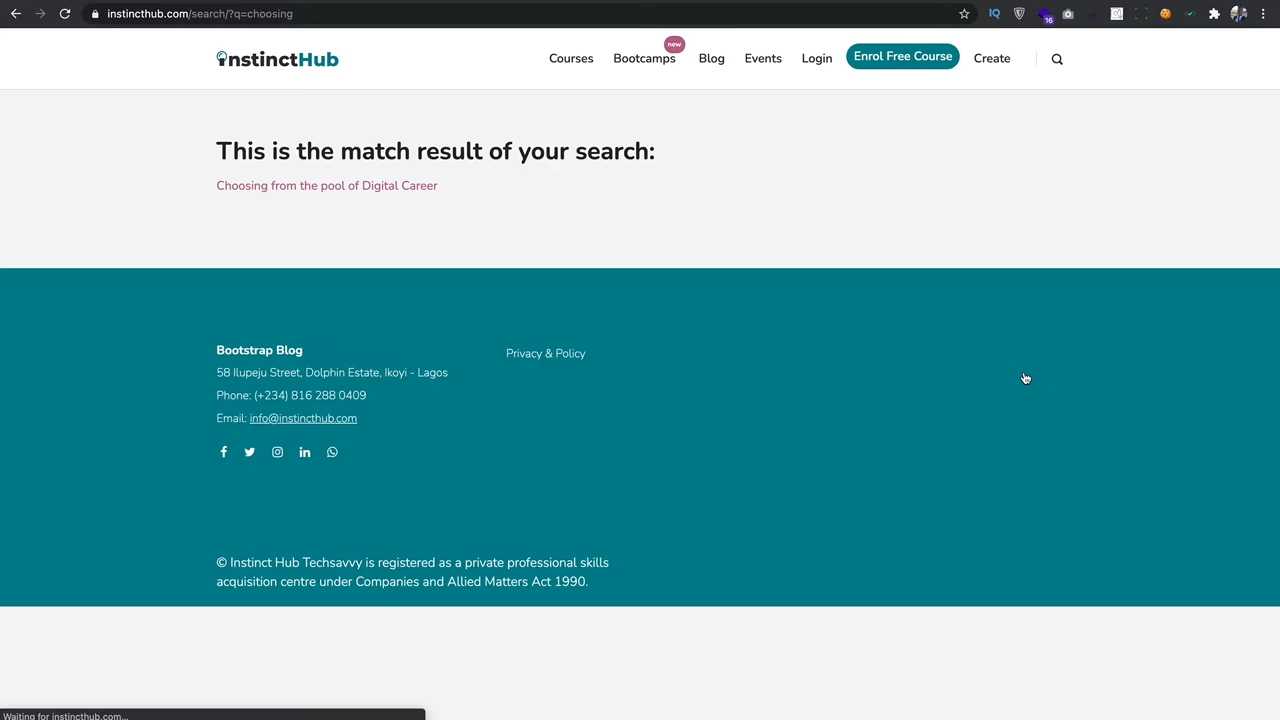 instincthub.com/search/?q=choosing
16
instinctHub
Courses
Bootcamps
new
Blog
Events
Login
Enrol Free Course
Create
This is the match result of your search:
Choosing from the pool of Digital Career
Bootstrap Blog
58 Ilupeju Street, Dolphin Estate, Ikoyi - Lagos
Phone: (+234) 816 288 0409
Email: info@instincthub.com
Privacy & Policy
© Instinct Hub Techsavvy is registered as a private professional skills
acquisition centre under Companies and Allied Matters Act 1990.
Waiting for instincthub.com...